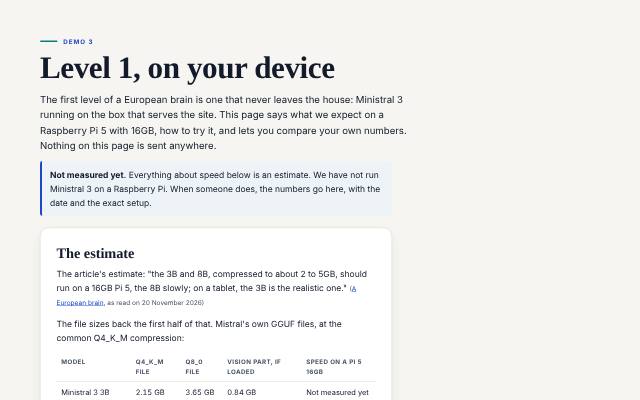 DEMO 3
Level 1, on your device
The first level of a European brain is one that never leaves the house: Ministral 3
running on the box that serves the site. This page says what we expect on a
Raspberry Pi 5 with 16GB, how to try it, and lets you compare your own numbers.
Nothing on this page is sent anywhere.
Not measured yet. Everything about speed below is an estimate. We have not run
Ministral 3 on a Raspberry Pi. When someone does, the numbers go here, with the
date and the exact setup.
The estimate
The article's estimate: "the 3B and 8B, compressed to about 2 to 5GB, should
run on a 16GB Pi 5, the 8B slowly; on a tablet, the 3B is the realistic one." (A
European brain, as read on 20 November 2026)
The file sizes back the first half of that. Mistral's own GGUF files, at the
common Q4_K_M compression:
MODEL Q4_K_M FILE Q8_0 FILE VISION PART, IF LOADED SPEED ON A PI 5 16GB
Ministral 3 3B 2.15 GB 3.65 GB 0.84 GB Not measured yet